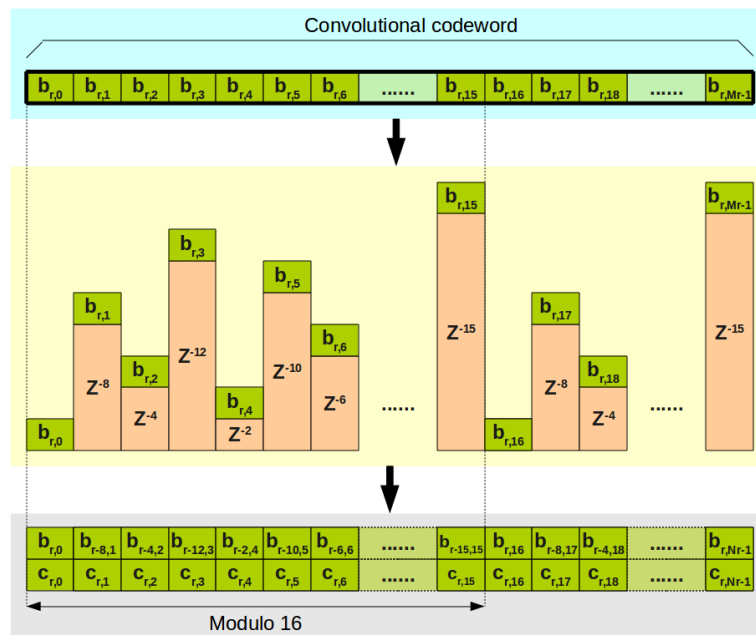 Convolutional codeword
b r,0 b r,1 b r,2 b r,3 b r,4 b r,5 b r,6 ...... b r,15 b r,16 b r,17 b r,18 ...... b r,Mr-1
b r,15 b r,Mr-1
b r,3
b r,5
b r,1 b r,17
b r,6
b r,2 b r,18
Z-12 Z-15 Z-15
Z-10
Z-8 Z-8
b r,4 Z-6
Z-4 ...... Z-4 ......
b r,0 Z-2 b r,16
b r,0 b r-8,1 b r-4,2 b r-12,3 b r-2,4 b r-10,5 b r-6,6 ...... b r-15,15 b r,16 b r-8,17 b r-4,18 ...... b r,Nr-1
c r,0 c r,1 c r,2 c r,3 c r,4 c r,5 c r,6 ...... c r,15 c r,16 c r,17 c r,18 ...... c r,Nr-1
Modulo 16